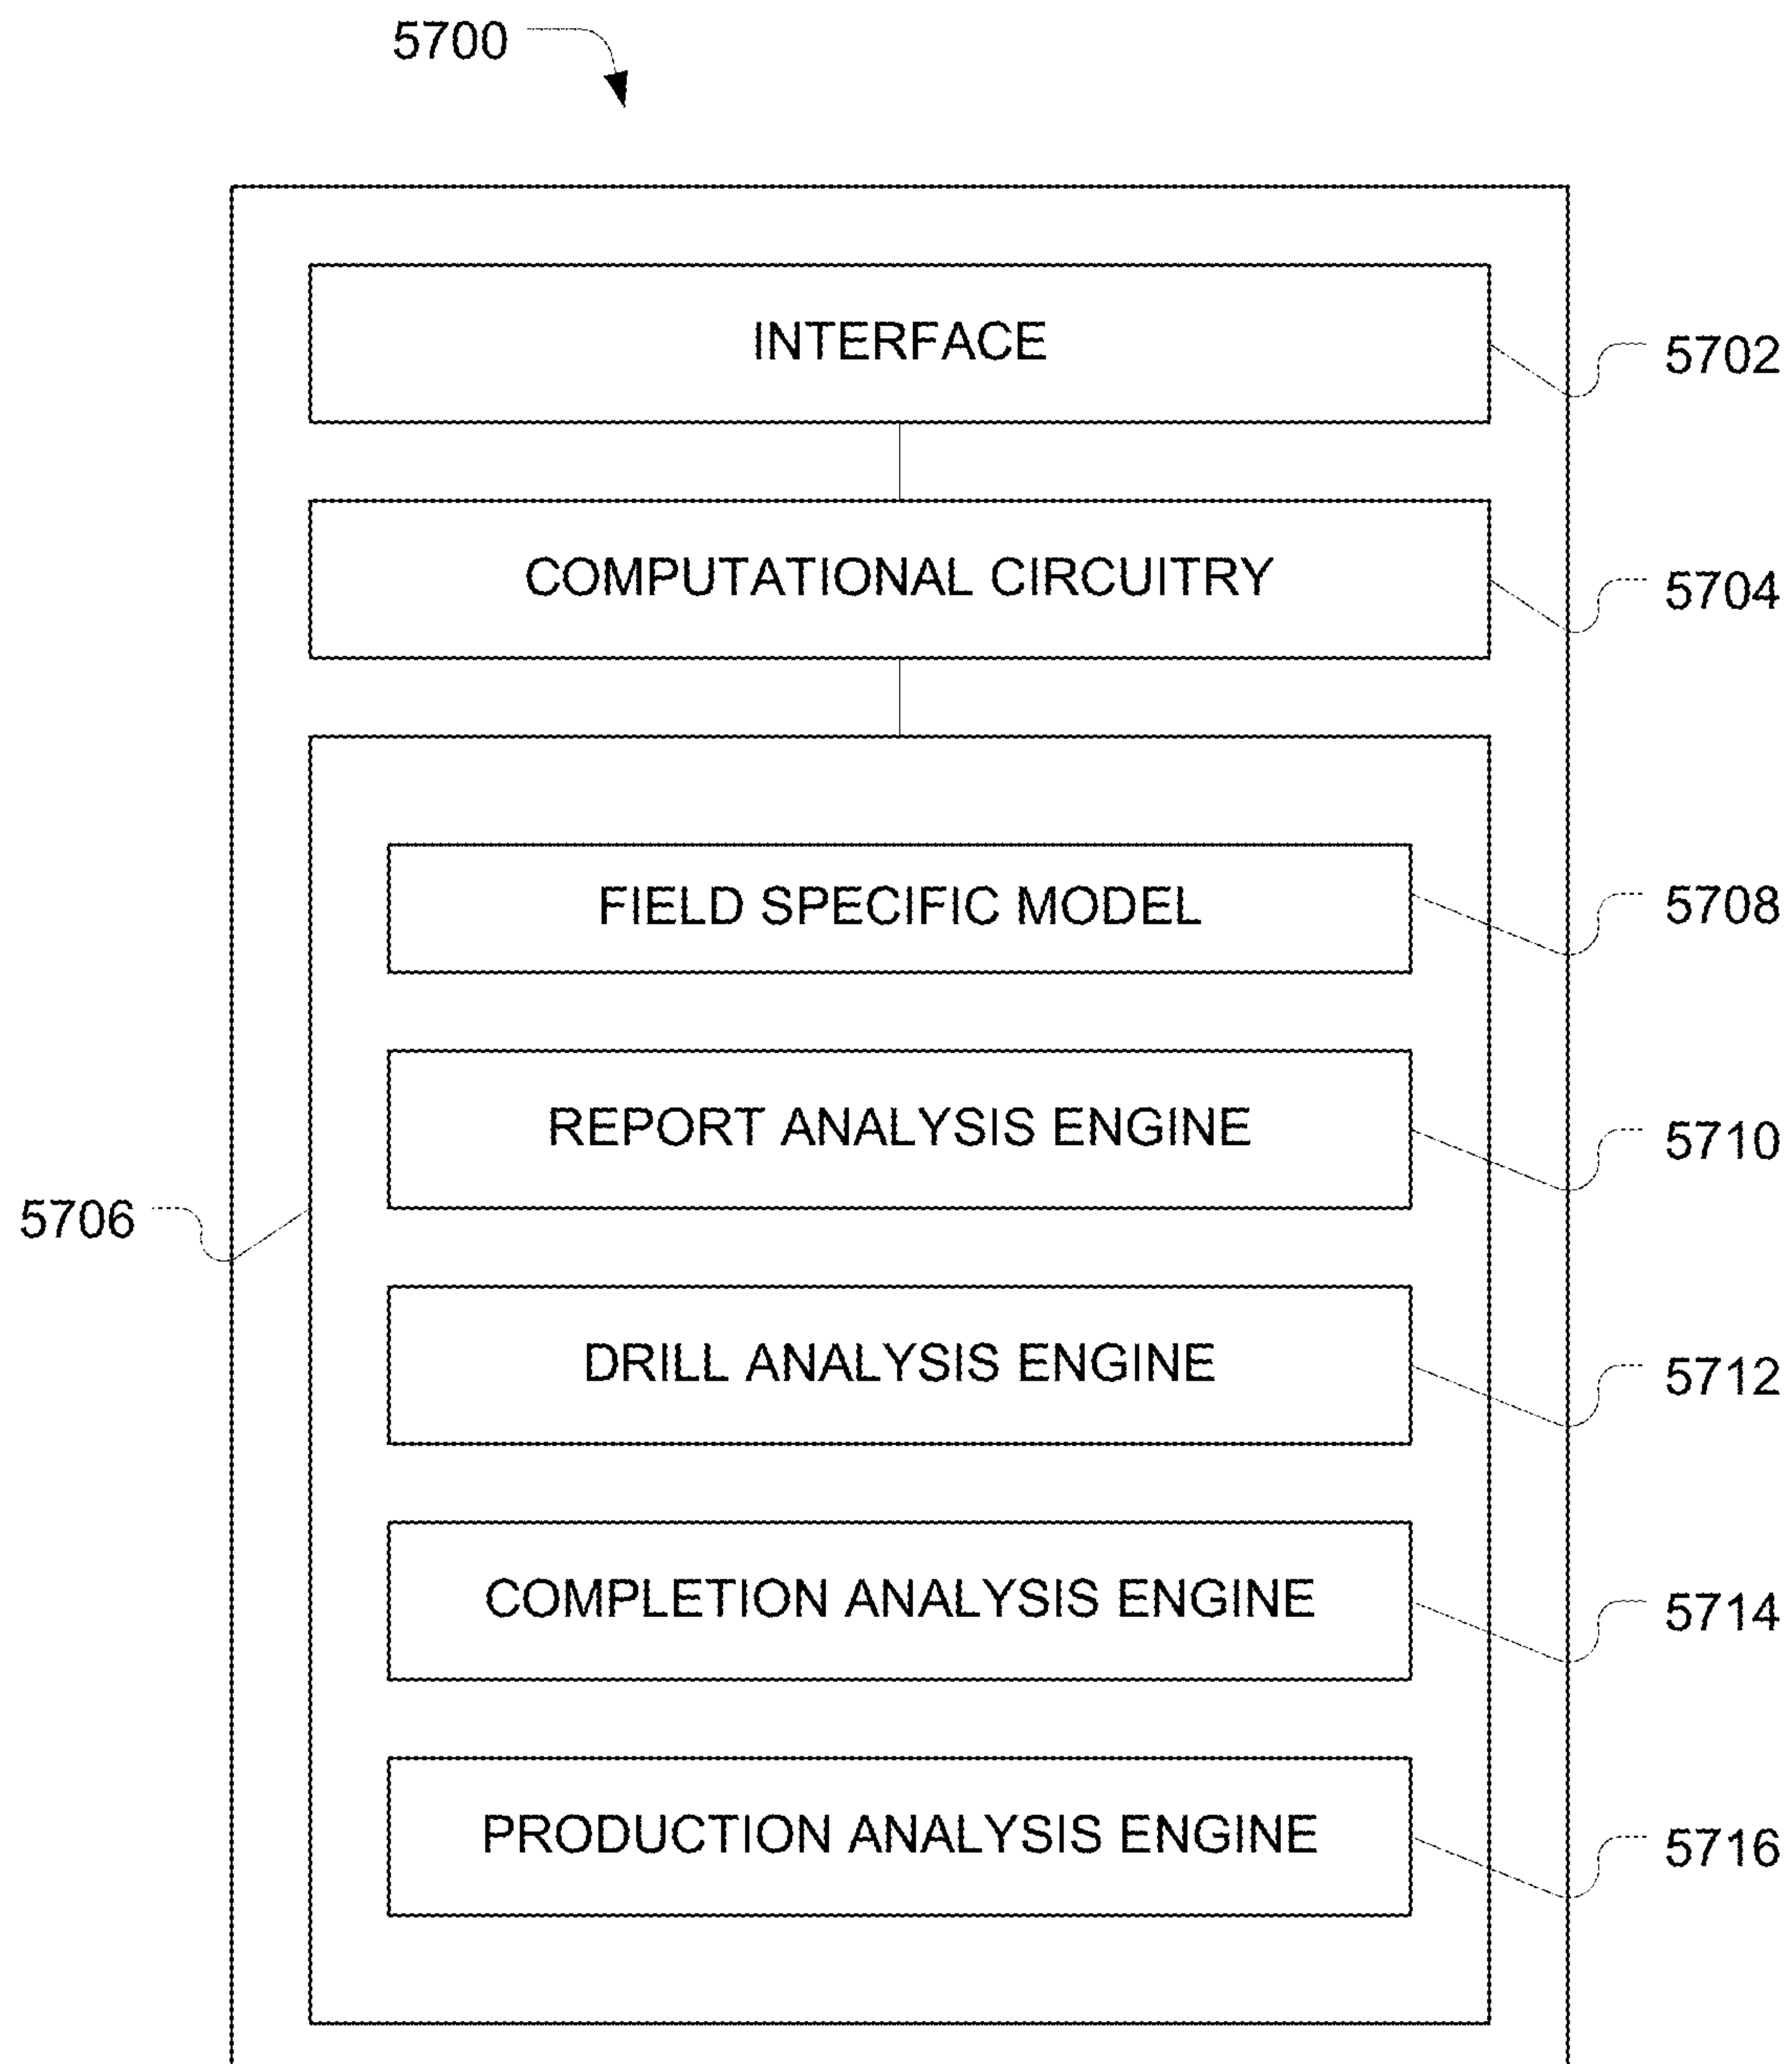 5700
INTERFACE
5702
COMPUTATIONAL CIRCUITRY
5704
FIELD SPECIFIC MODEL
5708
REPORT ANALYSIS ENGINE
5710
5706
DRILL ANALYSIS ENGINE
5712
COMPLETION ANALYSIS ENGINE
5714
PRODUCTION ANALYSIS ENGINE
5716